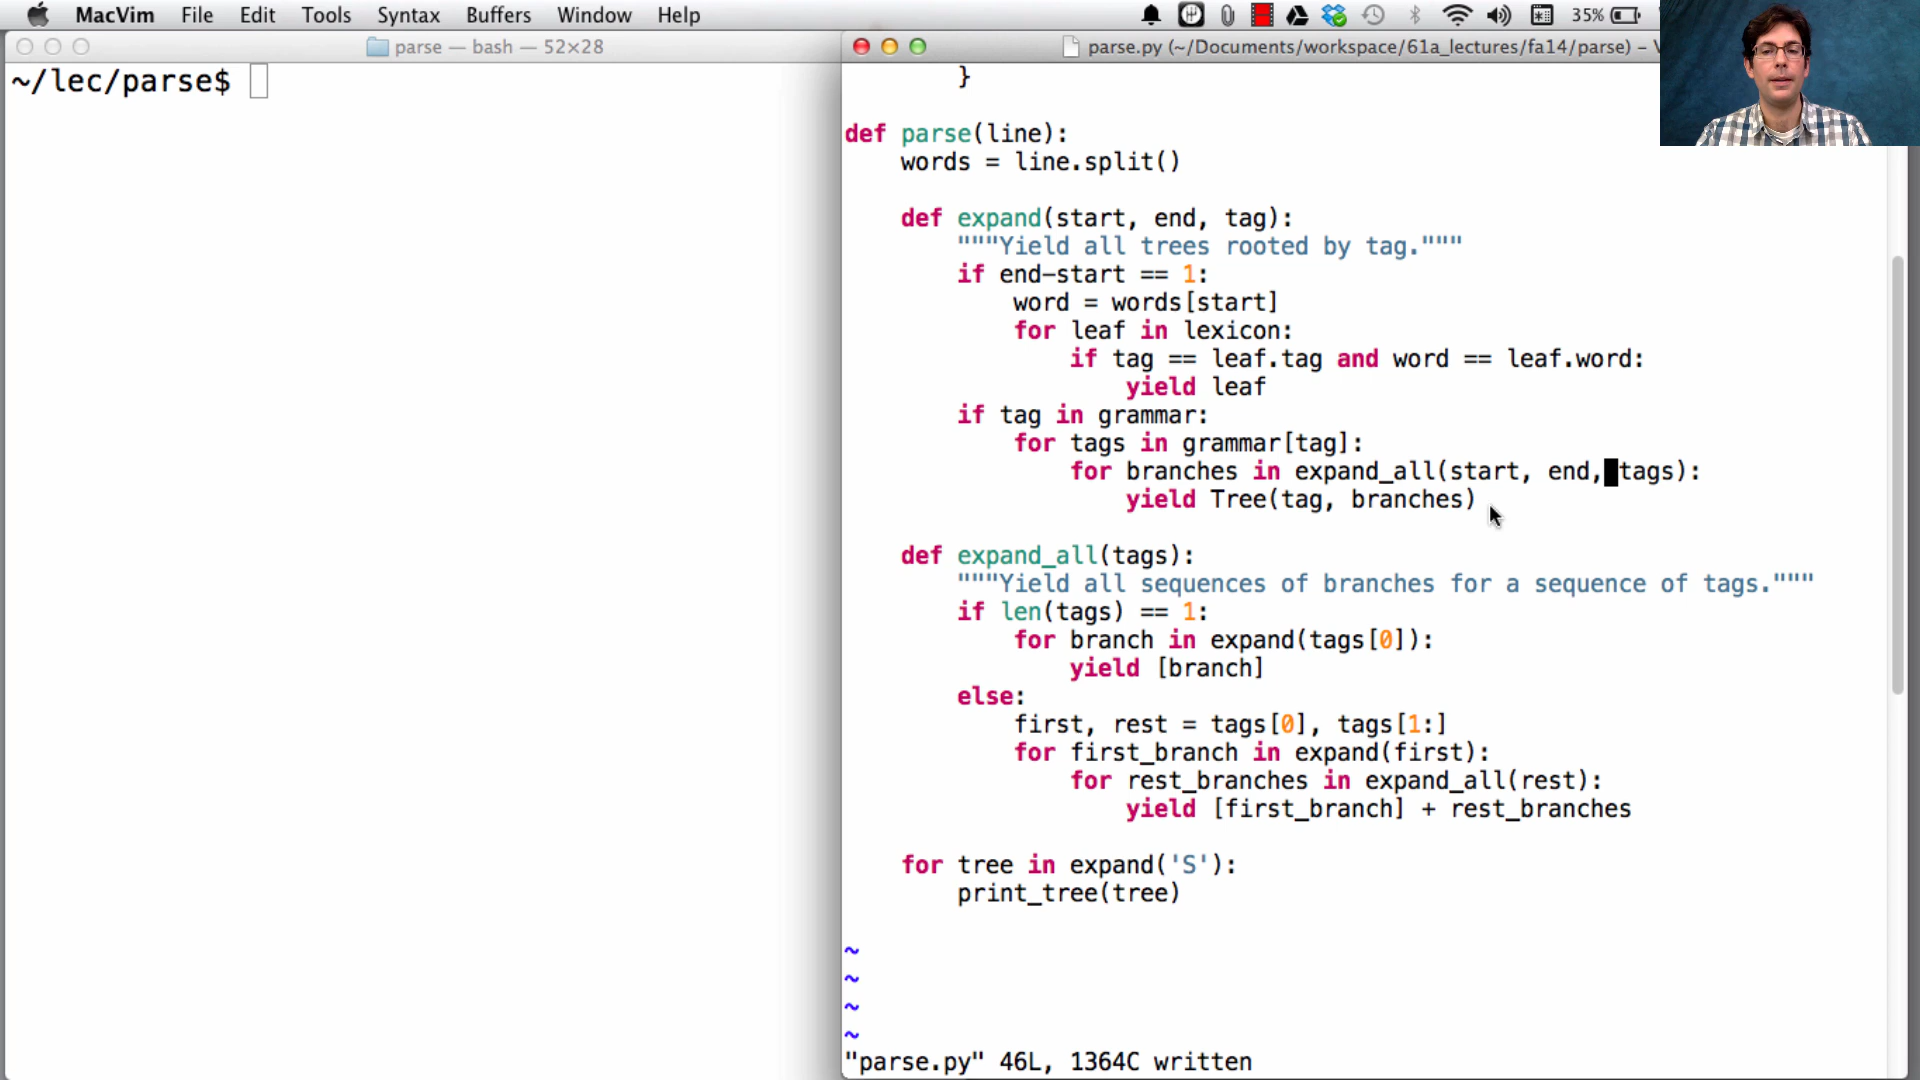 MacVim File Edit Tools Syntax Buffers Window Help 35%
parse — bash — 52×28
parse.py (~/Documents/workspace/61a_lectures/fa14/parse) –
~/lec/parse$
    }
def parse(line):
    words = line.split()
    def expand(start, end, tag):
        """Yield all trees rooted by tag."""
        if end-start == 1:
            word = words[start]
            for leaf in lexicon:
                if tag == leaf.tag and word == leaf.word:
                    yield leaf
        if tag in grammar:
            for tags in grammar[tag]:
                for branches in expand_all(start, end, tags):
                    yield Tree(tag, branches)
    def expand_all(tags):
        """Yield all sequences of branches for a sequence of tags."""
        if len(tags) == 1:
            for branch in expand(tags[0]):
                yield [branch]
        else:
            first, rest = tags[0], tags[1:]
            for first_branch in expand(first):
                for rest_branches in expand_all(rest):
                    yield [first_branch] + rest_branches
    for tree in expand('S'):
        print_tree(tree)
~
~
~
~
"parse.py" 46L, 1364C written